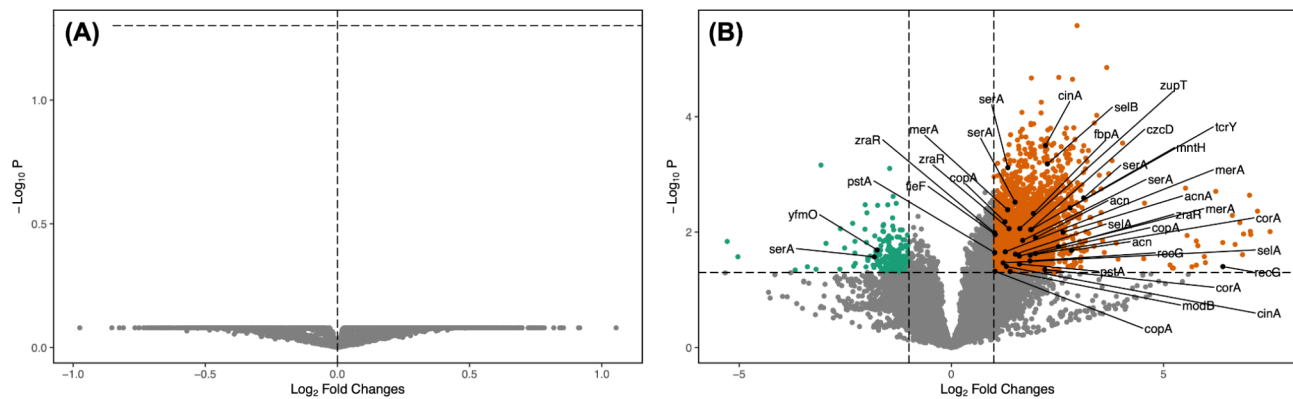 (A)
(B)
− Log10 P
1.0
0.5
0.0
−1.0
−0.5
0.0
0.5
1.0
Log2 Fold Changes
− Log10 P
4
2
0
−5
0
5
Log2 Fold Changes
zupT
cinA
serA
selB
merA
serA
fbpA
czcD
tcrY
zraR
mntH
zraR
serA
merA
copA
serA
pstA
fieF
acn
acnA
zraR
merA
yfmO
selA
copA
corA
serA
acn
recG
selA
pstA
recG
corA
modB
cinA
copA